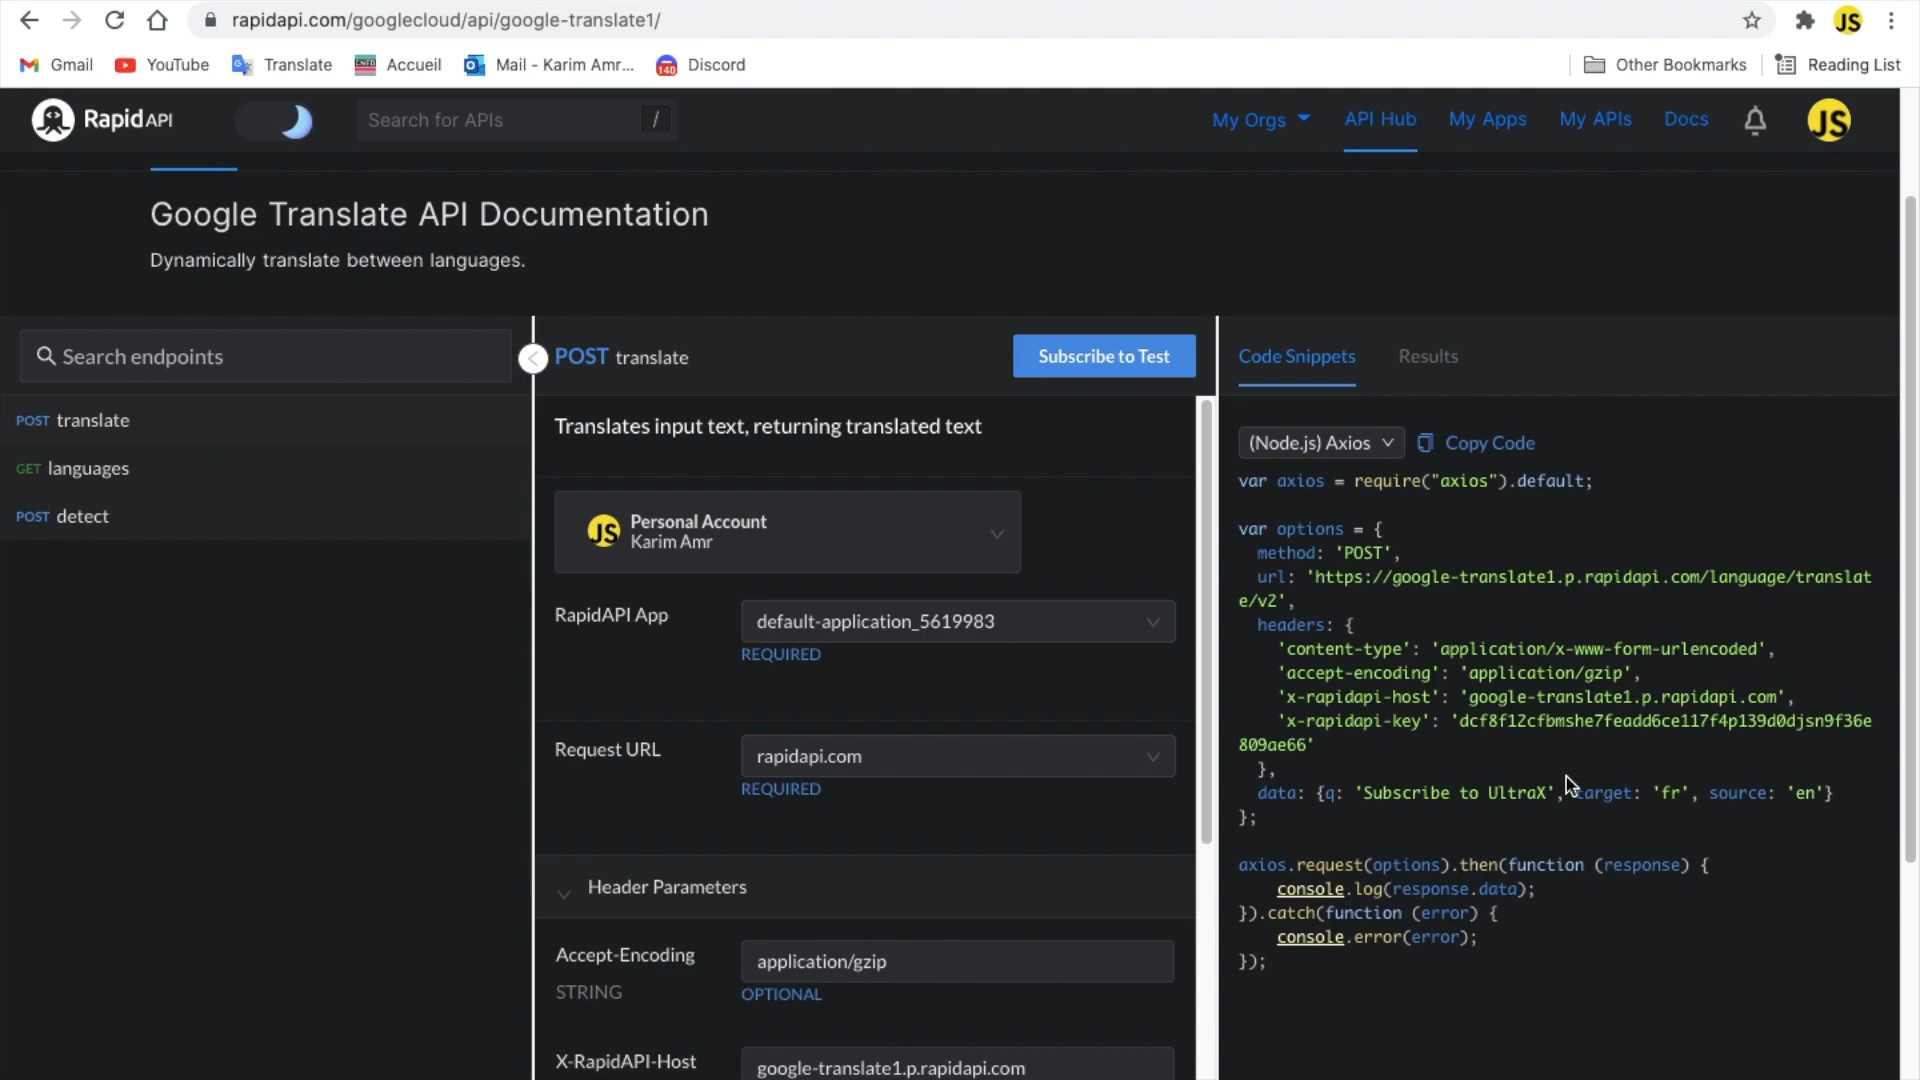 rapidapi.com/googlecloud/api/google-translate1/
JS
Gmail
YouTube
Translate
CNED
Accueil
Mail - Karim Amr...
140
Discord
Other Bookmarks
Reading List
Rapid API
Search for APIs
/
My Orgs
API Hub
My Apps
My APIs
Docs
JS
Google Translate API Documentation
Dynamically translate between languages.
Search endpoints
POST translate
GET languages
POST detect
POST translate
Subscribe to Test
Translates input text, returning translated text
JS
Personal Account
Karim Amr
RapidAPI App
default-application_5619983
REQUIRED
Request URL
rapidapi.com
REQUIRED
Header Parameters
Accept-Encoding
STRING
application/gzip
OPTIONAL
X-RapidAPI-Host
google-translate1.p.rapidapi.com
Code Snippets
Results
(Node.js) Axios
Copy Code
var axios = require("axios").default;
var options = {
method: 'POST',
url: 'https://google-translate1.p.rapidapi.com/language/translat
e/v2',
headers: {
'content-type': 'application/x-www-form-urlencoded',
'accept-encoding': 'application/gzip',
'x-rapidapi-host': 'google-translate1.p.rapidapi.com',
'x-rapidapi-key': 'dcf8f12cfbmshe7feadd6ce117f4p139d0djsn9f36e
809ae66'
},
data: {q: 'Subscribe to UltraX', target: 'fr', source: 'en'}
};
axios.request(options).then(function (response) {
console.log(response.data);
}).catch(function (error) {
console.error(error);
});